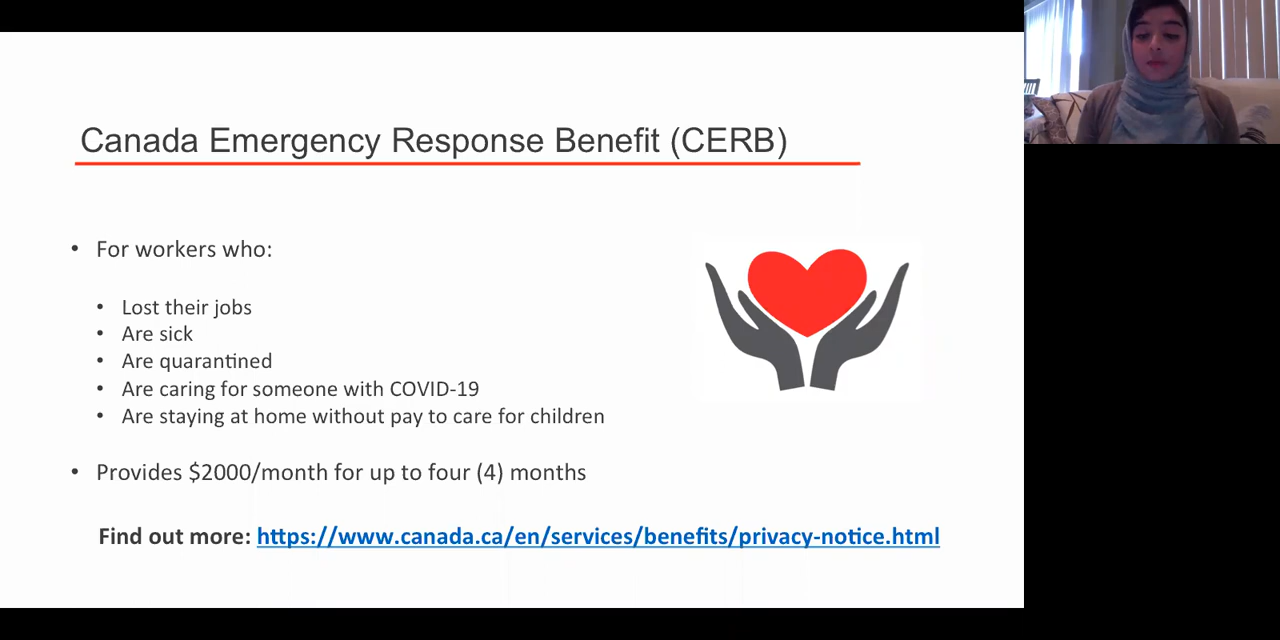 Canada Emergency Response Benefit (CERB)
• For workers who:
• Lost their jobs
• Are sick
• Are quarantined
• Are caring for someone with COVID-19
• Are staying at home without pay to care for children
• Provides $2000/month for up to four (4) months
Find out more: https://www.canada.ca/en/services/benefits/privacy-notice.html